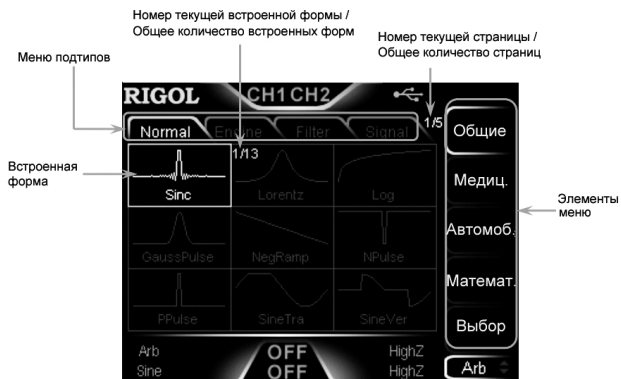 Номер текущей встроенной формы /
Общее количество встроенных форм
Номер текущей страницы /
Общее количество страниц
Меню подтипов
RIGOL CH1 CH2
1/5
Normal Engine Filter Signal
Общие
1/13
Встроенная
форма
Sinc Lorentz Log
Медиц.
Элементы
меню
Автомоб.
GaussPulse NegRamp NPulse
Математ.
PPulse SineTra SineVer
Выбор
Arb OFF HighZ
Sine OFF HighZ
Arb